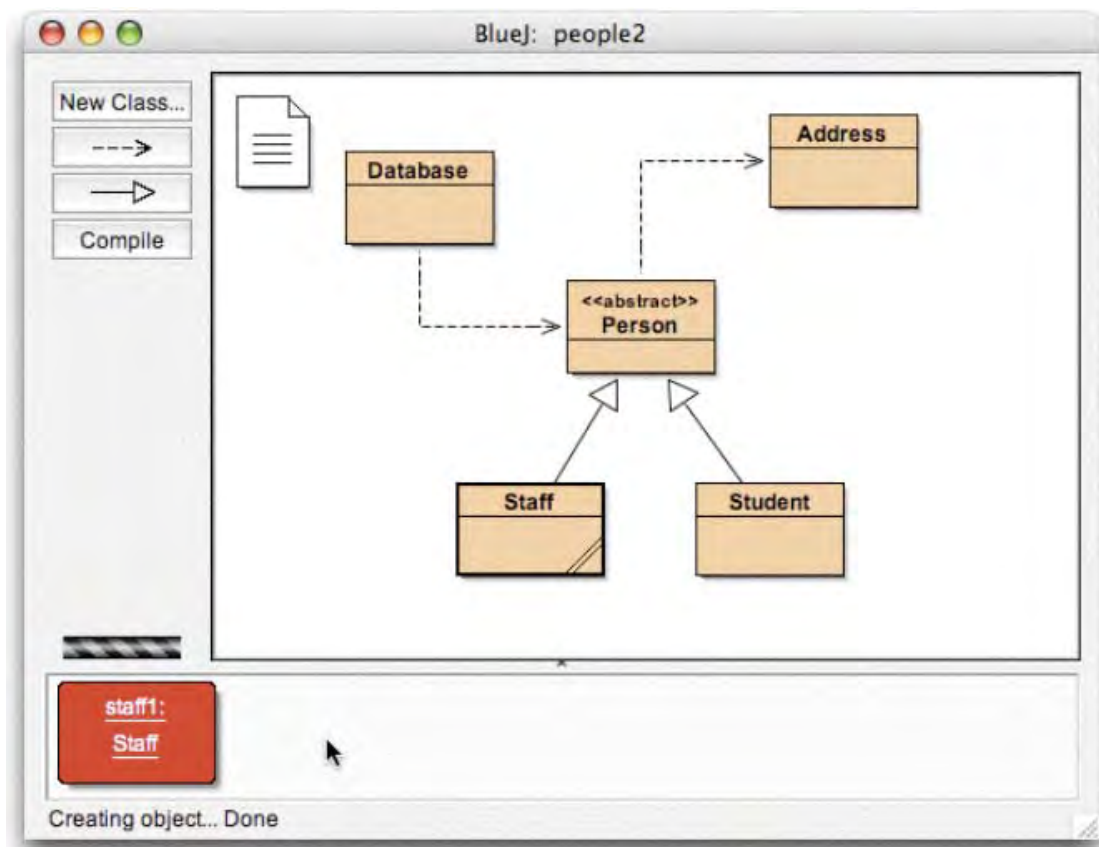 BlueJ: people2
New Class...
Compile
Database
Address
<<abstract>>
Person
Staff
Student
staff1:
Staff
Creating object... Done